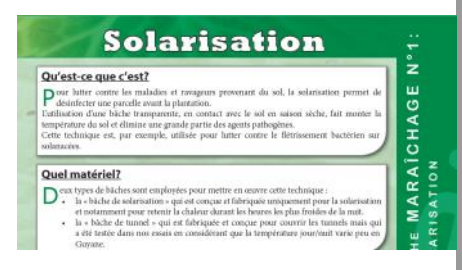 Solarisation
Qu'est-ce que c'est?
Pour lutter contre les maladies et ravageurs provenant du sol, la solarisation permet de
désinfecter une parcelle avant la plantation.
L'utilisation d'une bâche transparente, en contact avec le sol en saison sèche, fait monter la
température du sol et élimine une grande partie des agents pathogènes.
Cette technique est, par exemple, utilisée pour lutter contre le flétrissement bactérien sur
solanacées.
Quel matériel?
Deux types de bâches sont employées pour mettre en œuvre cette technique :
• la « bâche de solarisation » qui est conçue et fabriquée uniquement pour la solarisation
et notamment pour retenir la chaleur durant les heures les plus froides de la nuit.
• la « bâche de tunnel » qui est fabriquée et conçue pour couvrir les tunnels mais qui
a été testée dans nos essais en considérant que la température jour/nuit varie peu en
Guyane.
HE MARAÎCHAGE N°1:
ARISATION